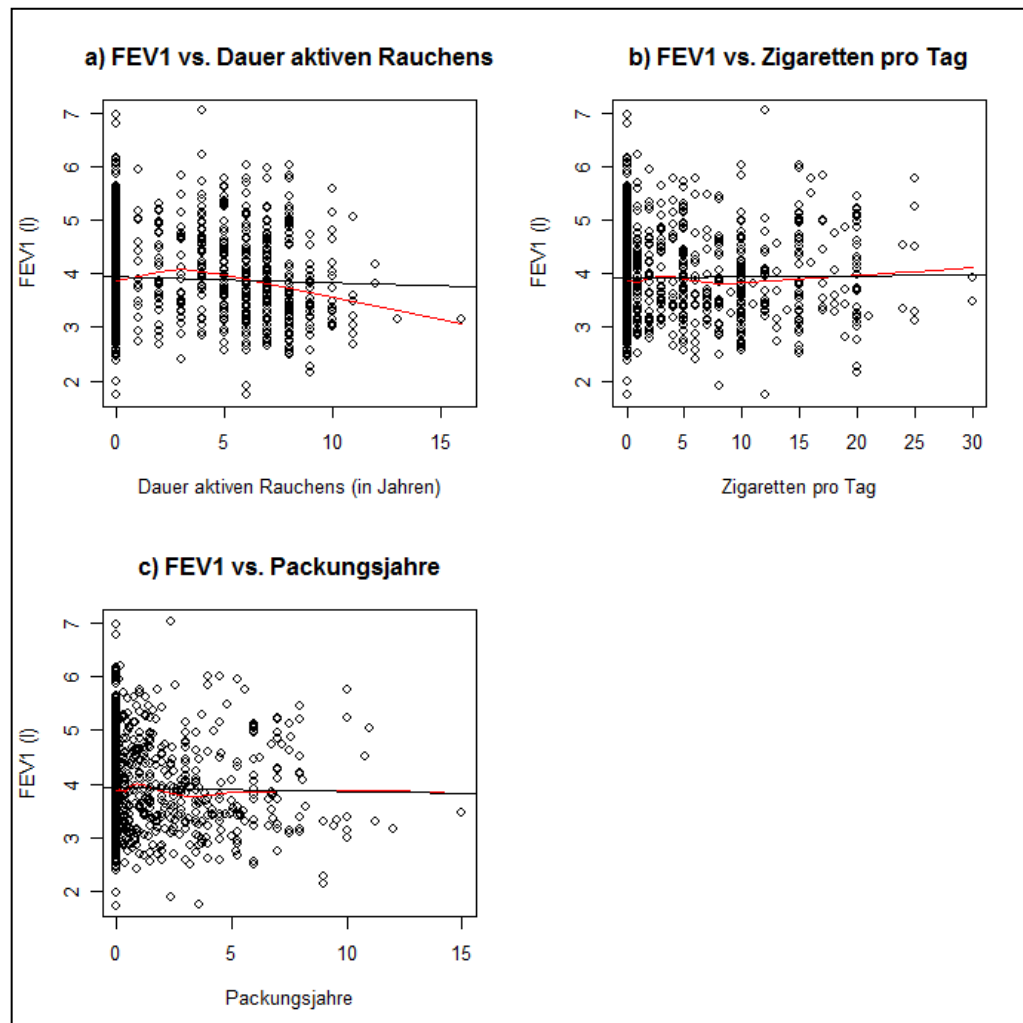 a) FEV1 vs. Dauer aktiven Rauchens
FEV1 (l)
7
6
5
4
3
2
0 5 10 15
Dauer aktiven Rauchens (in Jahren)
b) FEV1 vs. Zigaretten pro Tag
FEV1 (l)
7
6
5
4
3
2
0 5 10 15 20 25 30
Zigaretten pro Tag
c) FEV1 vs. Packungsjahre
FEV1 (l)
7
6
5
4
3
2
0 5 10 15
Packungsjahre